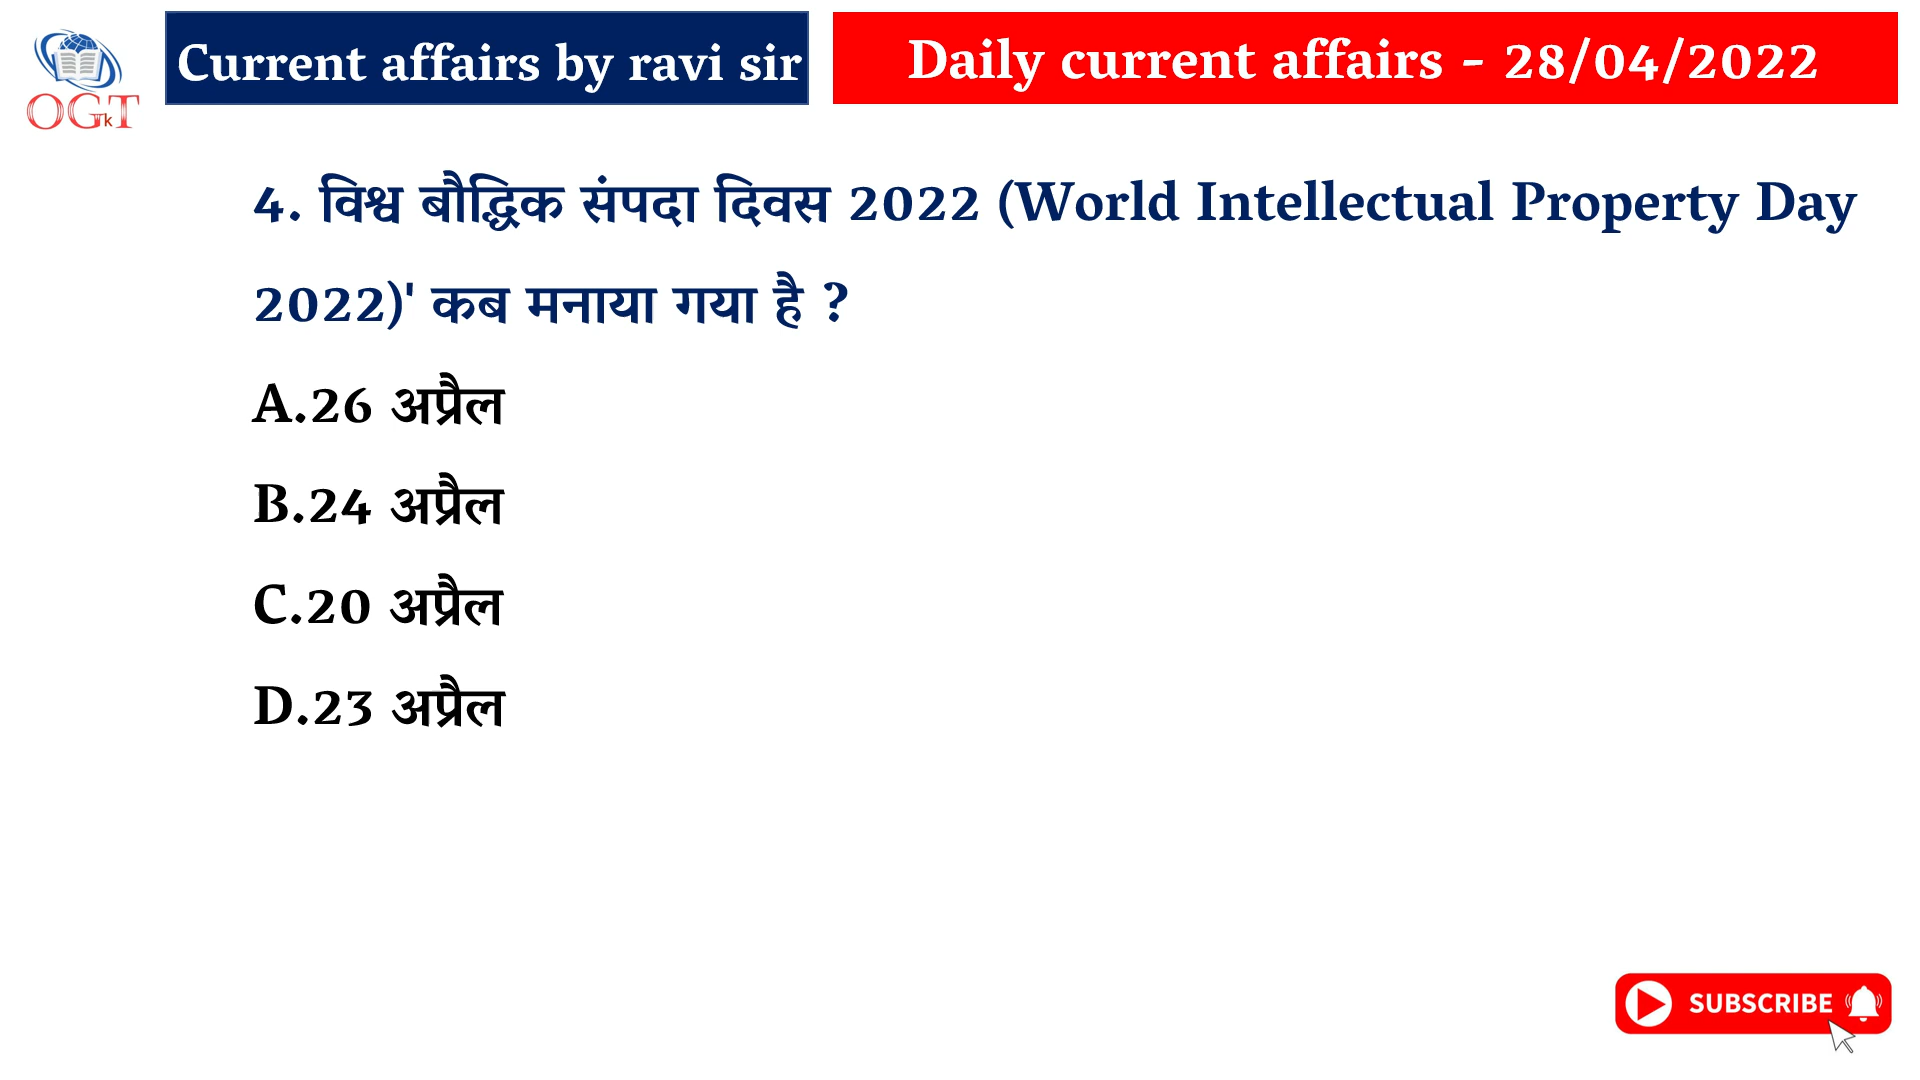 Current affairs by ravi sir
Daily current affairs - 28/04/2022
OGTk
4. विश्व बौद्धिक संपदा दिवस 2022 (World Intellectual Property Day
2022)' कब मनाया गया है ?
A.26 अप्रैल
B.24 अप्रैल
C.20 अप्रैल
D.23 अप्रैल
SUBSCRIBE